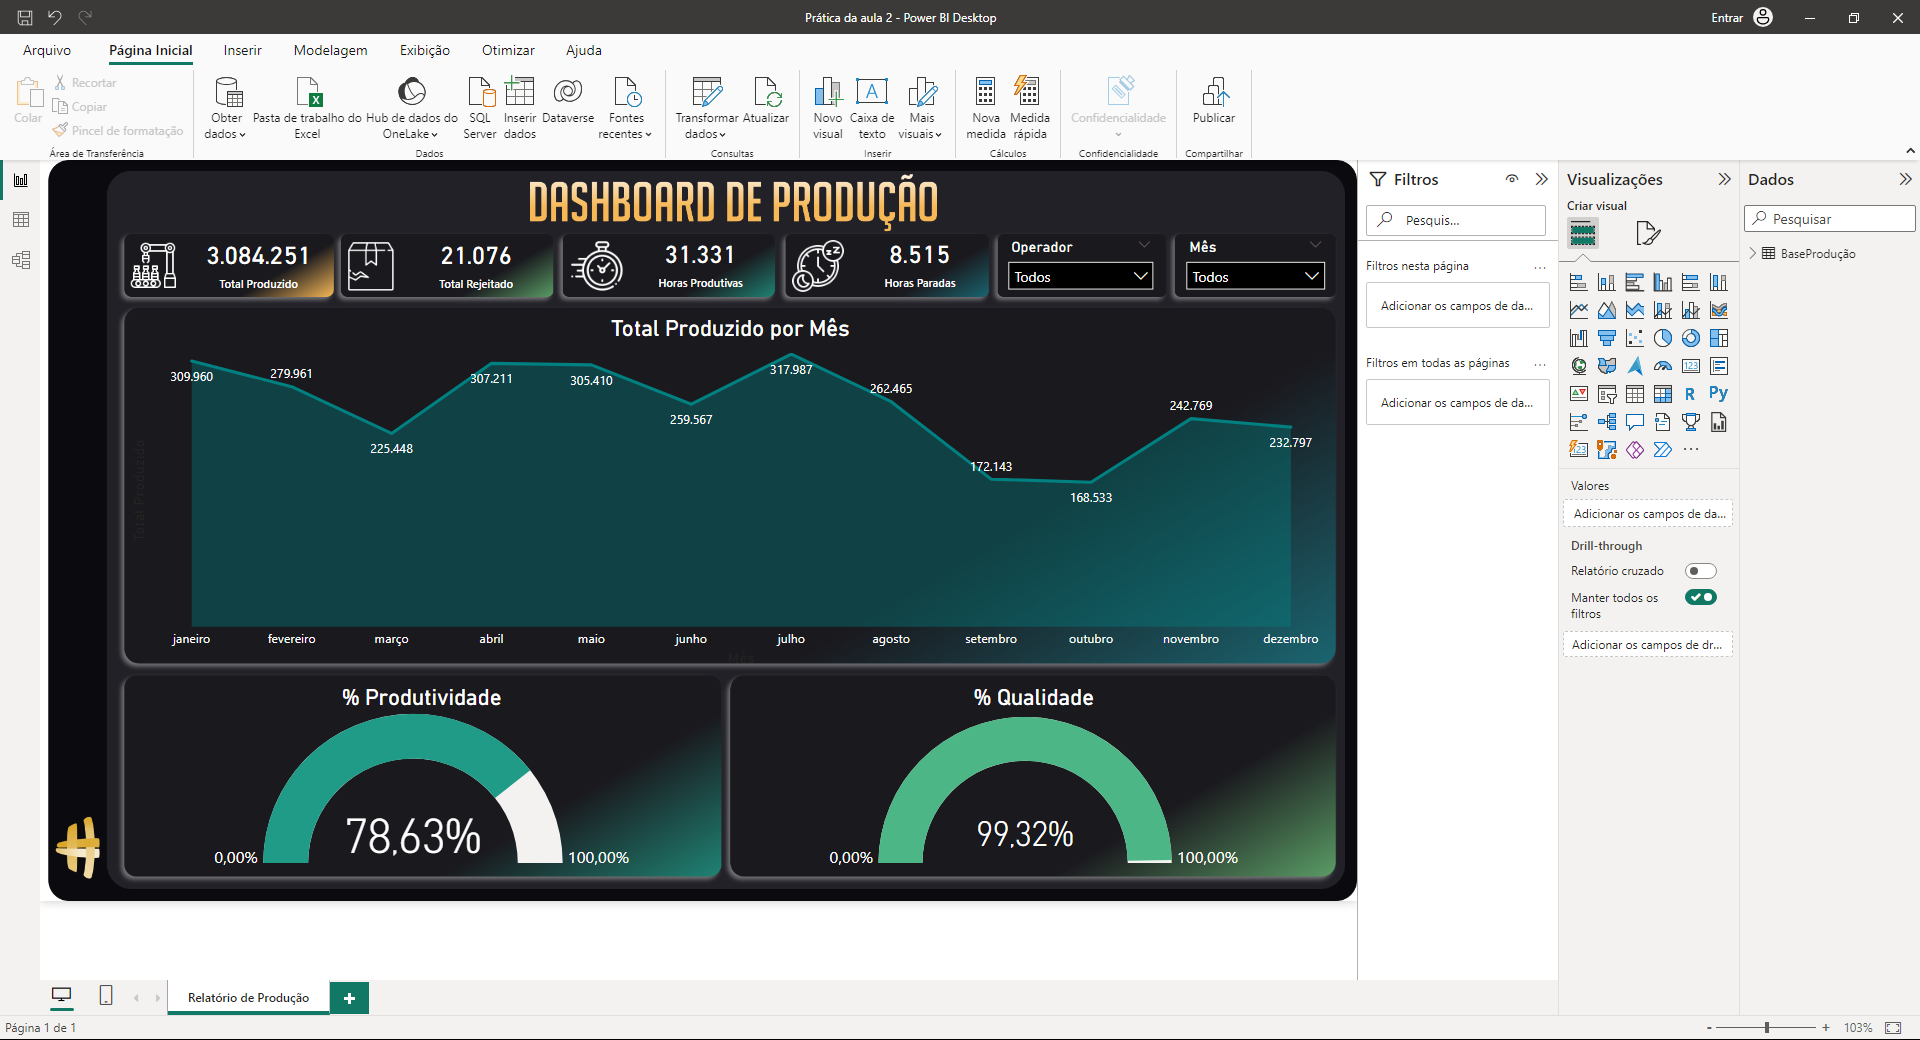 Prática da aula 2 - Power BI Desktop
Entrar
Arquivo
Página Inicial
Inserir
Modelagem
Exibição
Otimizar
Ajuda
Colar
Recortar
Copiar
Pincel de formatação
Área de Transferência
Obter
dados
Pasta de trabalho do
Excel
Hub de dados do
OneLake
SQL
Server
Inserir
dados
Dataverse
Fontes
recentes
Dados
Transformar
dados
Atualizar
Consultas
Novo
visual
Caixa de
texto
Mais
visuais
Inserir
Nova
medida
Medida
rápida
Cálculos
Confidencialidade
Confidencialidade
Publicar
Compartilhar
DASHBOARD DE PRODUÇÃO
3.084.251
Total Produzido
21.076
Total Rejeitado
31.331
Horas Produtivas
8.515
Horas Paradas
Operador
Todos
Mês
Todos
Total Produzido por Mês
Total Produzido
309.960
279.961
225.448
307.211
305.410
259.567
317.987
262.465
172.143
168.533
242.769
232.797
janeiro
fevereiro
março
abril
maio
junho
julho
agosto
setembro
outubro
novembro
dezembro
Mês
% Produtividade
78,63%
0,00%
100,00%
% Qualidade
99,32%
0,00%
100,00%
Filtros
Pesquis...
Filtros nesta página
Adicionar os campos de da...
Filtros em todas as páginas
Adicionar os campos de da...
Visualizações
Criar visual
123
R
Py
123
Valores
Adicionar os campos de da...
Drill-through
Relatório cruzado
Manter todos os
filtros
Adicionar os campos de dr...
Dados
Pesquisar
BaseProdução
Relatório de Produção
Página 1 de 1
103%